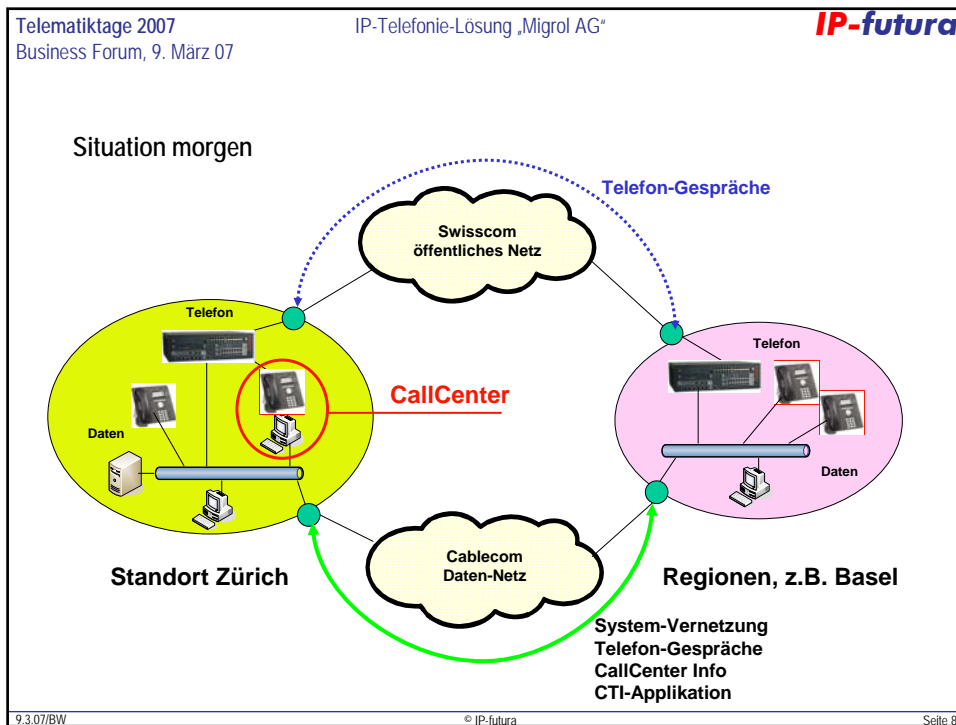 Telematiktage 2007
Business Forum, 9. März 07
IP-Telefonie-Lösung „Migrol AG“
IP-futura
Situation morgen
Telefon-Gespräche
Swisscom
öffentliches Netz
Telefon
Telefon
CallCenter
Daten
Daten
Cablecom
Daten-Netz
Standort Zürich
Regionen, z.B. Basel
System-Vernetzung
Telefon-Gespräche
CallCenter Info
CTI-Applikation
9.3.07/BW
© IP-futura
Seite 8